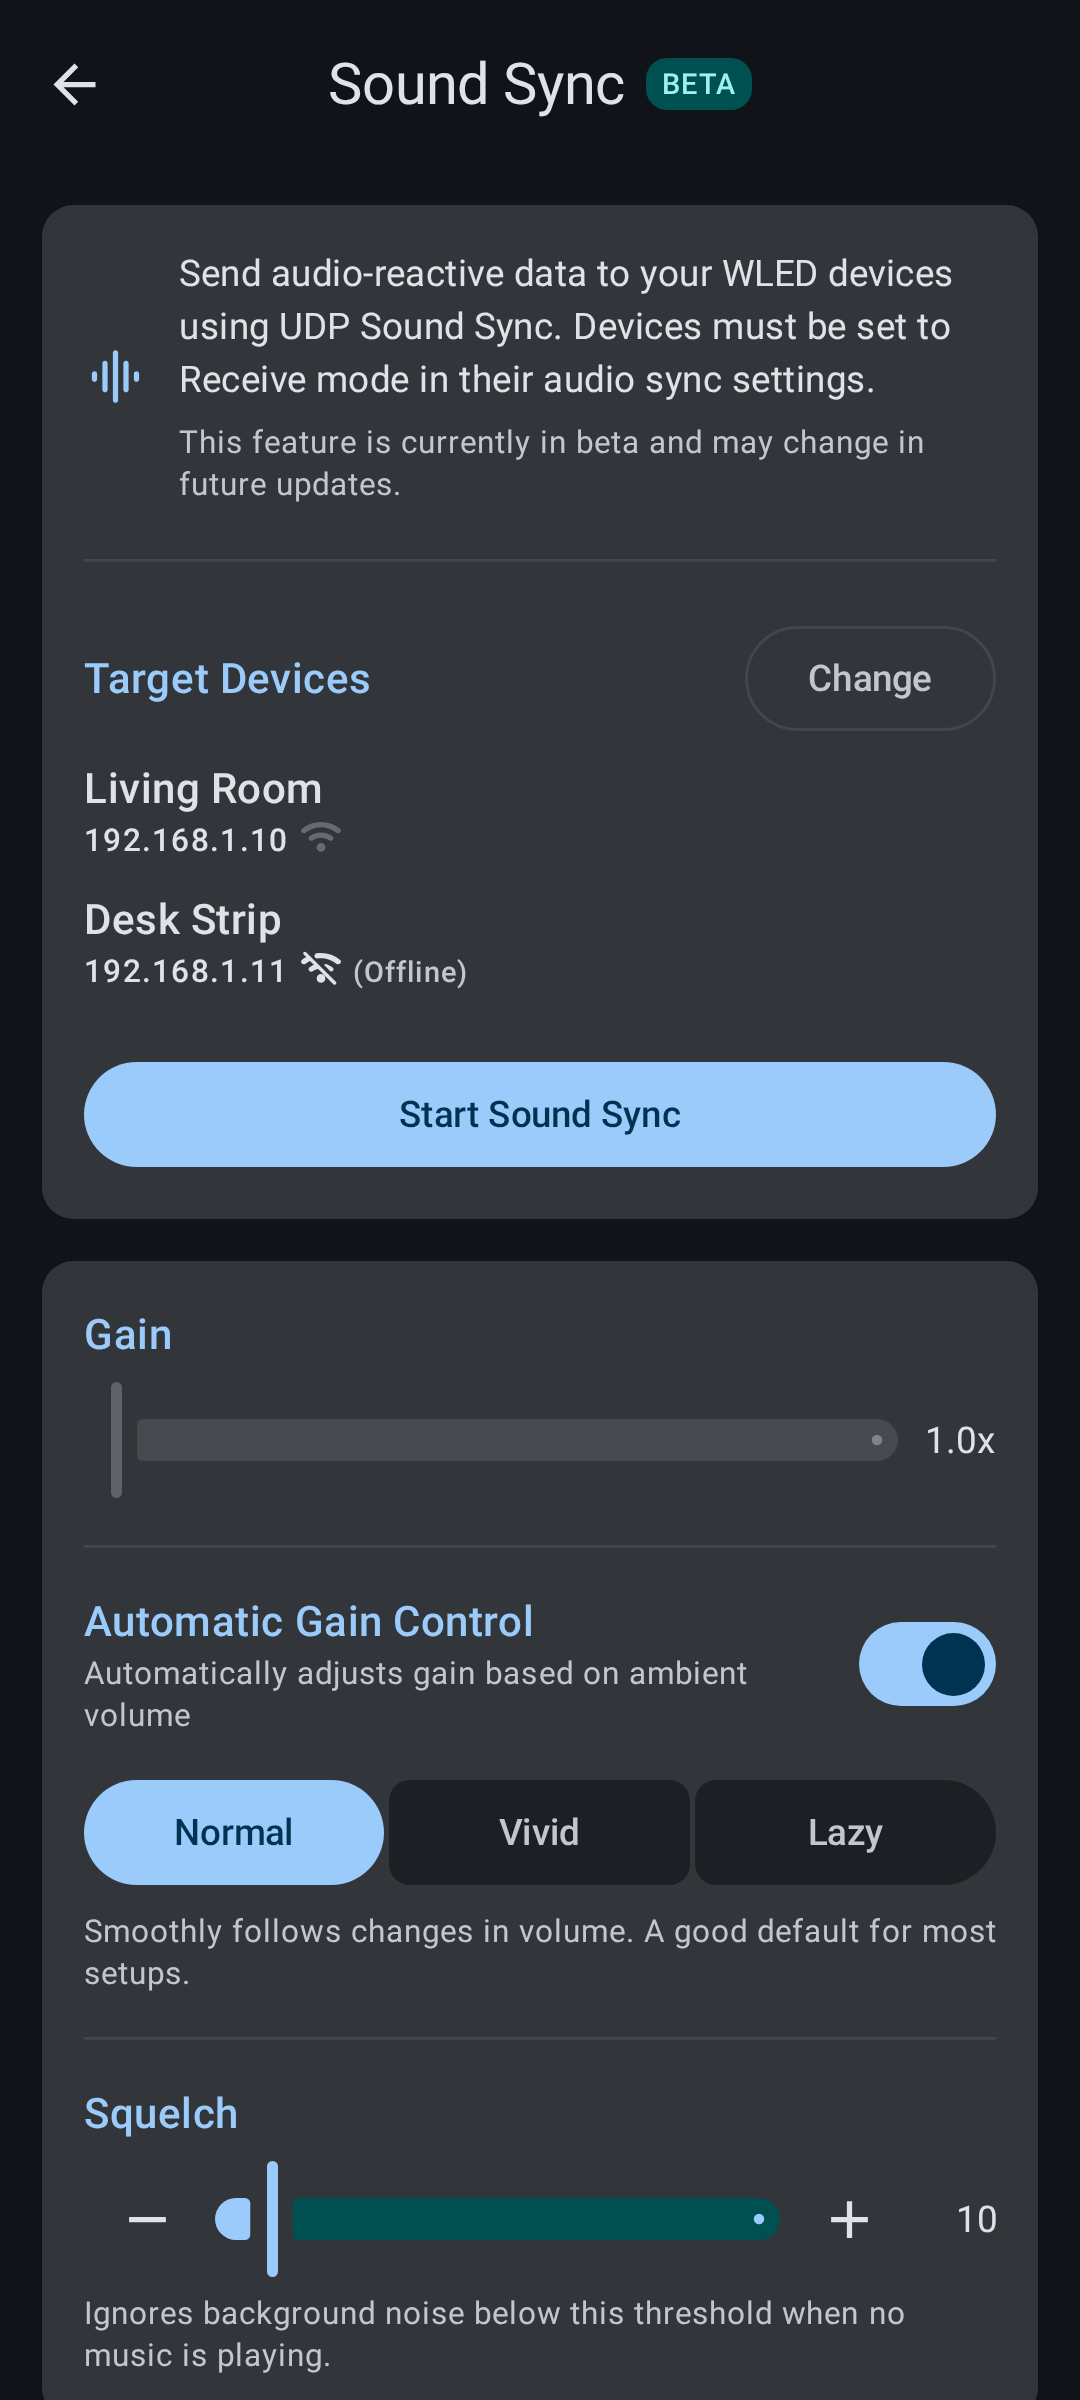 Sound Sync BETA
Send audio-reactive data to your WLED devices
using UDP Sound Sync. Devices must be set to
Receive mode in their audio sync settings.
This feature is currently in beta and may change in
future updates.
Target Devices
Change
Living Room
192.168.1.10
Desk Strip
192.168.1.11 (Offline)
Start Sound Sync
Gain
1.0x
Automatic Gain Control
Automatically adjusts gain based on ambient
volume
Normal Vivid Lazy
Smoothly follows changes in volume. A good default for most
setups.
Squelch
10
Ignores background noise below this threshold when no
music is playing.